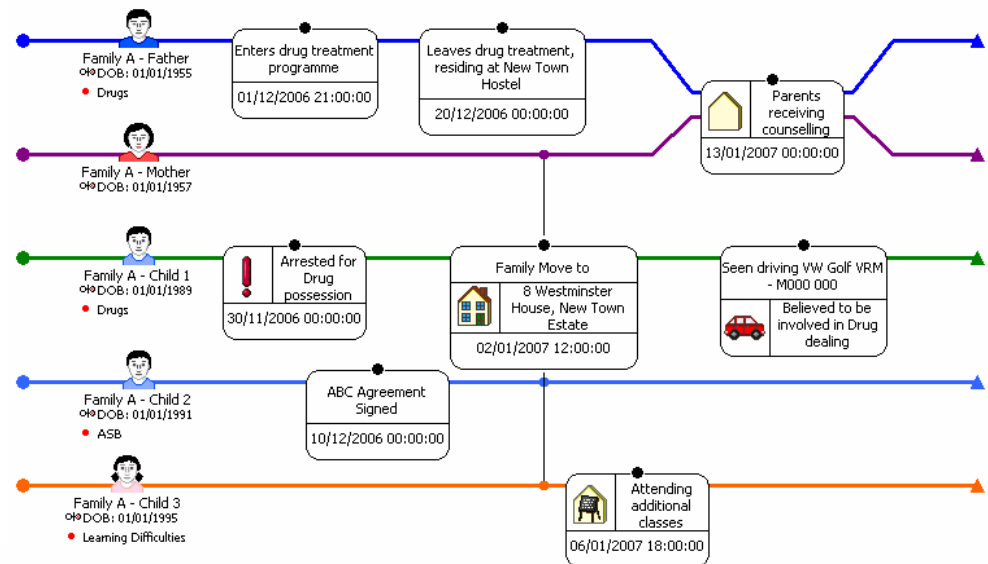 Family A - Father
DOB: 01/01/1955
Drugs
Enters drug treatment
programme
01/12/2006 21:00:00
Leaves drug treatment,
residing at New Town
Hostel
20/12/2006 00:00:00
Parents
receiving
counselling
13/01/2007 00:00:00
Family A - Mother
DOB: 01/01/1957
Family A - Child 1
DOB: 01/01/1989
Drugs
Arrested for
Drug
possession
30/11/2006 00:00:00
Family Move to
8 Westminster
House, New Town
Estate
02/01/2007 12:00:00
Seen driving VW Golf VRM
- M000 000
Believed to be
involved in Drug
dealing
Family A - Child 2
DOB: 01/01/1991
ASB
ABC Agreement
Signed
10/12/2006 00:00:00
Family A - Child 3
DOB: 01/01/1995
Learning Difficulties
Attending
additional
classes
06/01/2007 18:00:00